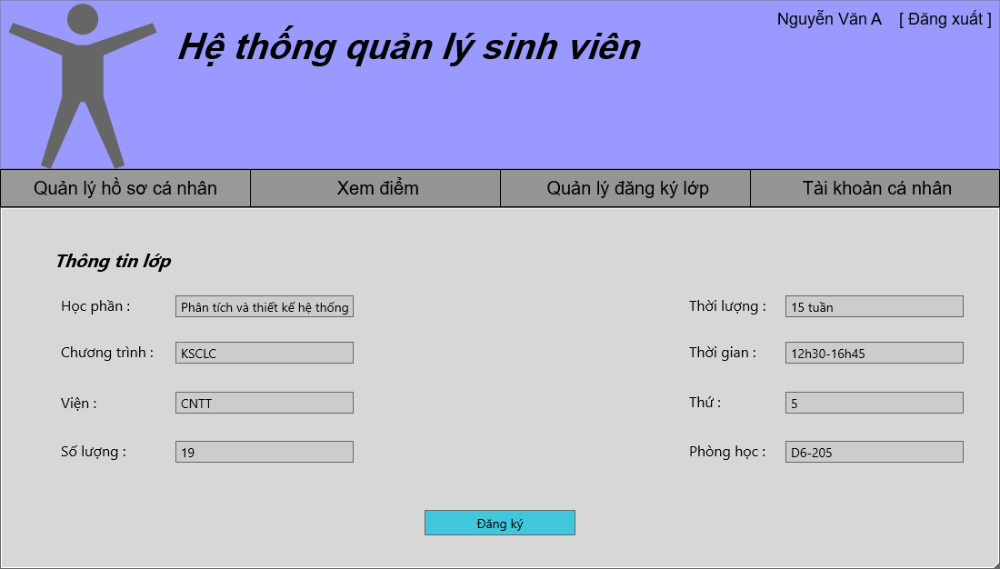 Nguyễn Văn A [ Đăng xuất ]
Hệ thống quản lý sinh viên
Quản lý hồ sơ cá nhân Xem điểm Quản lý đăng ký lớp Tài khoản cá nhân
Thông tin lớp
Học phần : Phân tích và thiết kế hệ thống Thời lượng : 15 tuần
Chương trình : KSCLC Thời gian : 12h30-16h45
Viện : CNTT Thứ : 5
Số lượng : 19 Phòng học : D6-205
Đăng ký